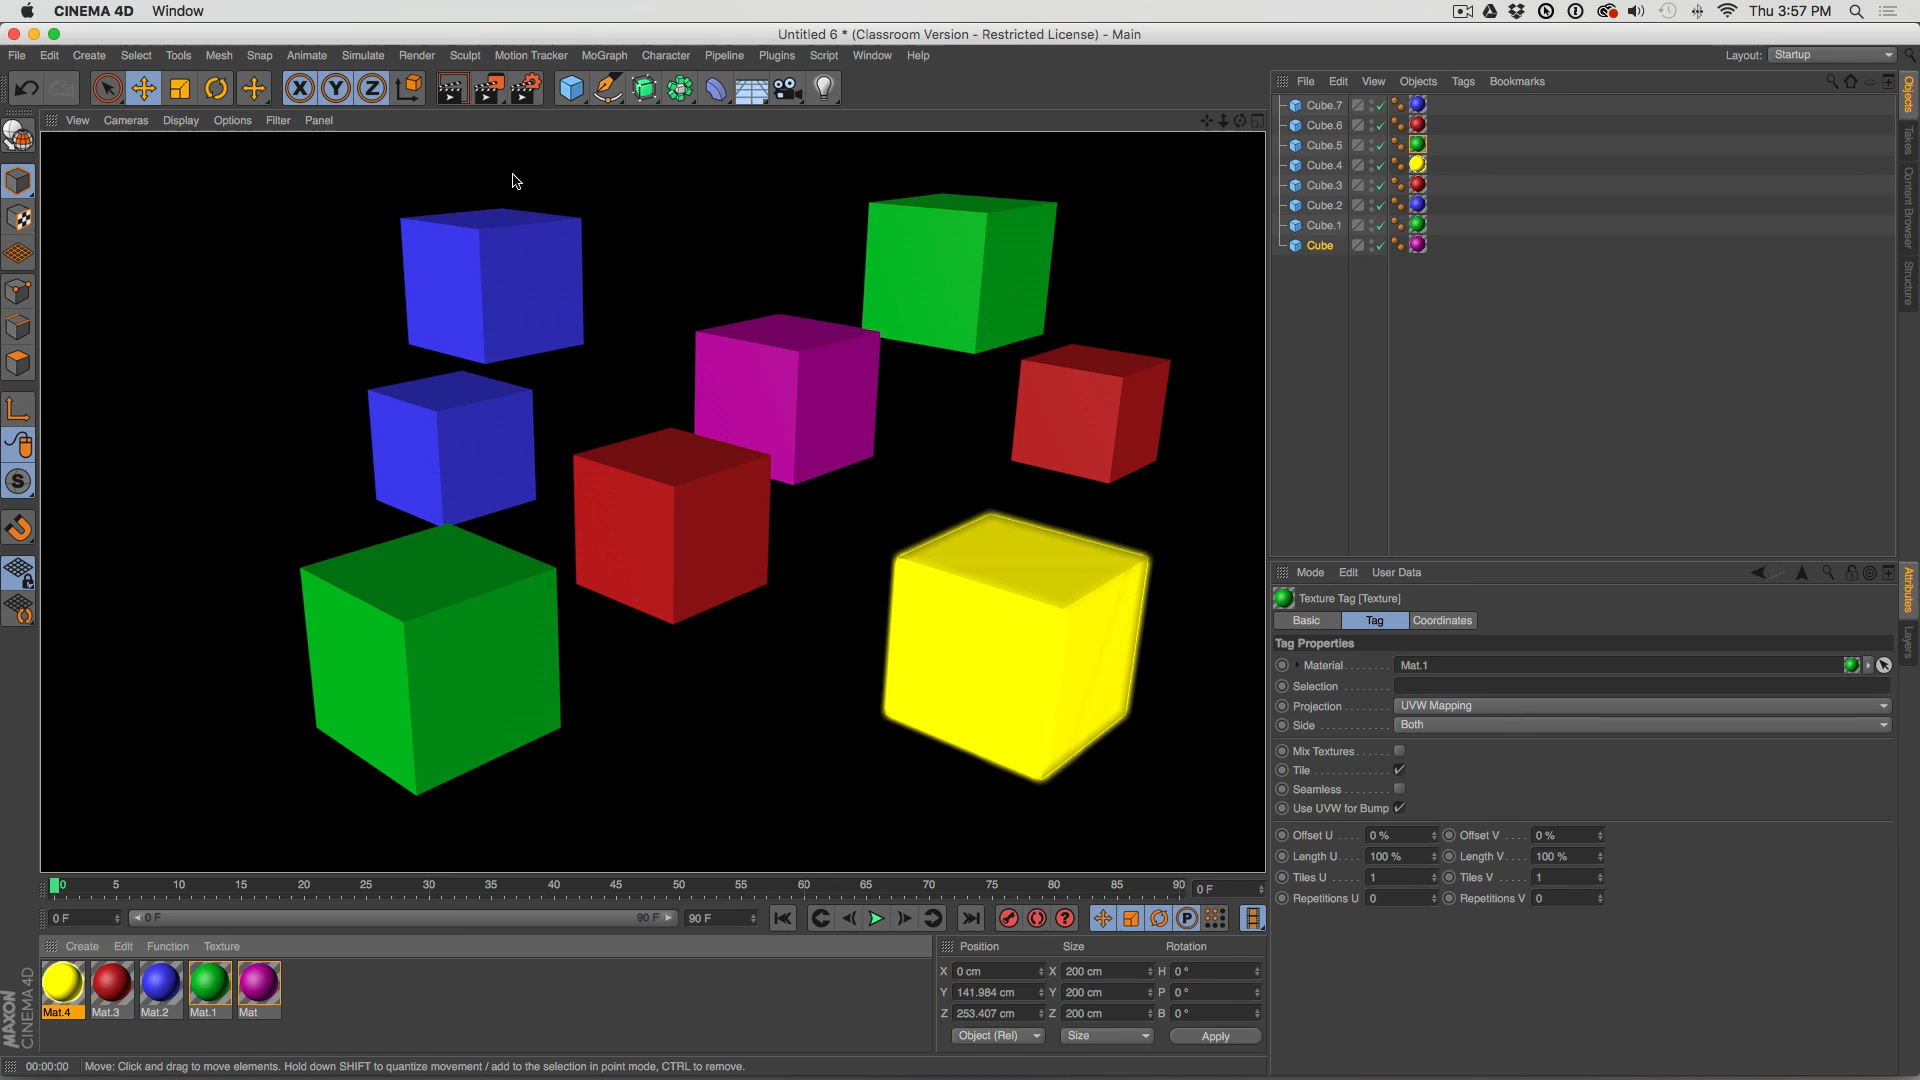 CINEMA 4D Window
Thu 3:57 PM
Untitled 6 * (Classroom Version - Restricted License) - Main
File Edit Create Select Tools Mesh Snap Animate Simulate Render Sculpt Motion Tracker MoGraph Character Pipeline Plugins Script Window Help
Layout: Startup
View Cameras Display Options Filter Panel
File Edit View Objects Tags Bookmarks
Cube.7
Cube.6
Cube.5
Cube.4
Cube.3
Cube.2
Cube.1
Cube
Objects
Takes
Content Browser
Structure
Mode Edit User Data
Texture Tag [Texture]
Basic Tag Coordinates
Tag Properties
Material Mat.1
Selection
Projection UVW Mapping
Side Both
Mix Textures
Tile
Seamless
Use UVW for Bump
Offset U 0 % Offset V 0 %
Length U 100 % Length V 100 %
Tiles U 1 Tiles V 1
Repetitions U 0 Repetitions V 0
Attributes
Layers
0 5 10 15 20 25 30 35 40 45 50 55 60 65 70 75 80 85 90 0 F
0 F 0 F 90 F 90 F
Create Edit Function Texture
Mat.4 Mat.3 Mat.2 Mat.1 Mat
Position Size Rotation
X 0 cm X 200 cm H 0 °
Y 141.984 cm Y 200 cm P 0 °
Z 253.407 cm Z 200 cm B 0 °
Object (Rel) Size Apply
MAXON
CINEMA 4D
00:00:00 Move: Click and drag to move elements. Hold down SHIFT to quantize movement / add to the selection in point mode, CTRL to remove.